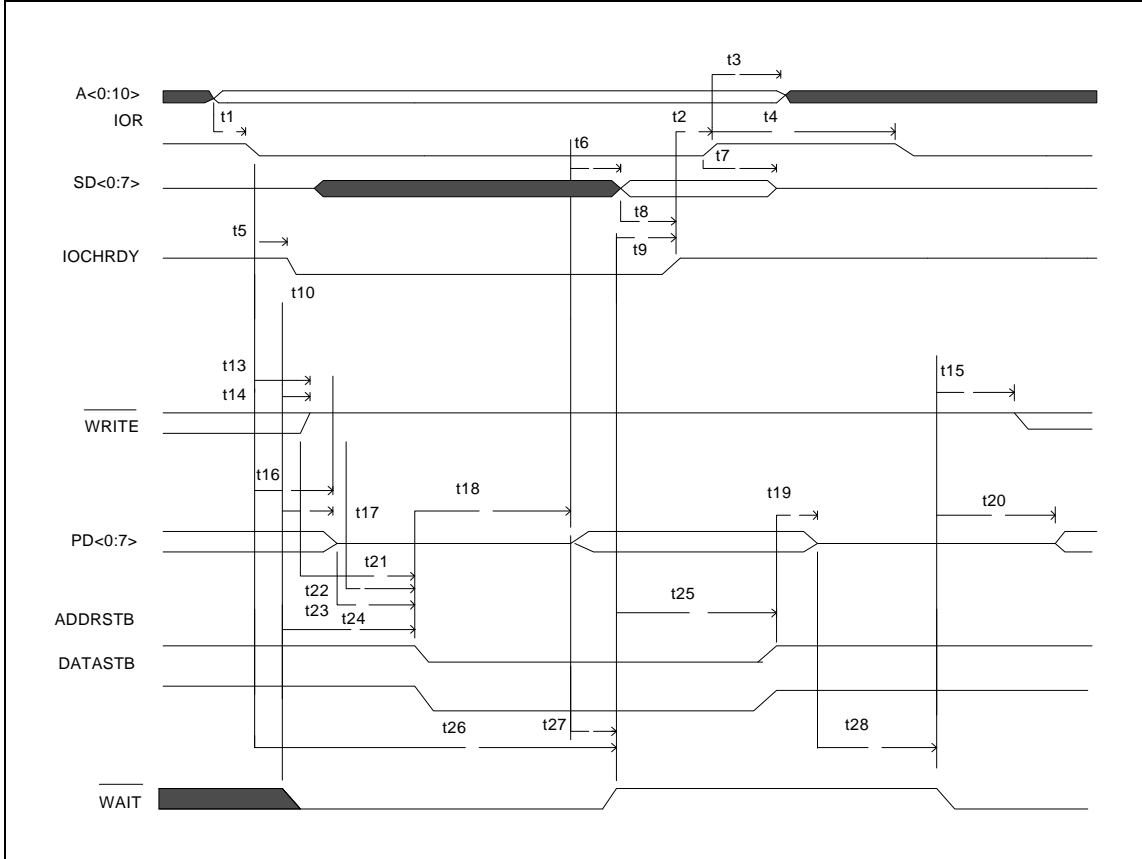 t3
A<0:10>
t1
t2
t4
IOR
t6
t7
SD<0:7>
t8
t5
t9
IOCHRDY
t10
t13
t15
t14
WRITE
t16
t18
t19
t17
t20
PD<0:7>
t21
t22
t23
t25
ADDRSTB
t24
DATASTB
t26
t27
t28
WAIT